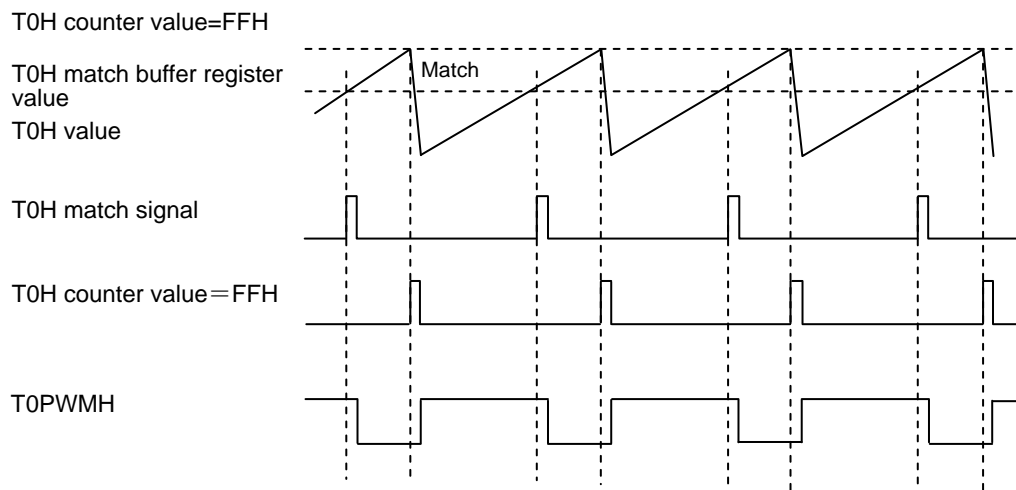 T0H counter value=FFH
T0H match buffer register
value
T0H value
Match
T0H match signal
T0H counter value＝FFH
T0PWMH